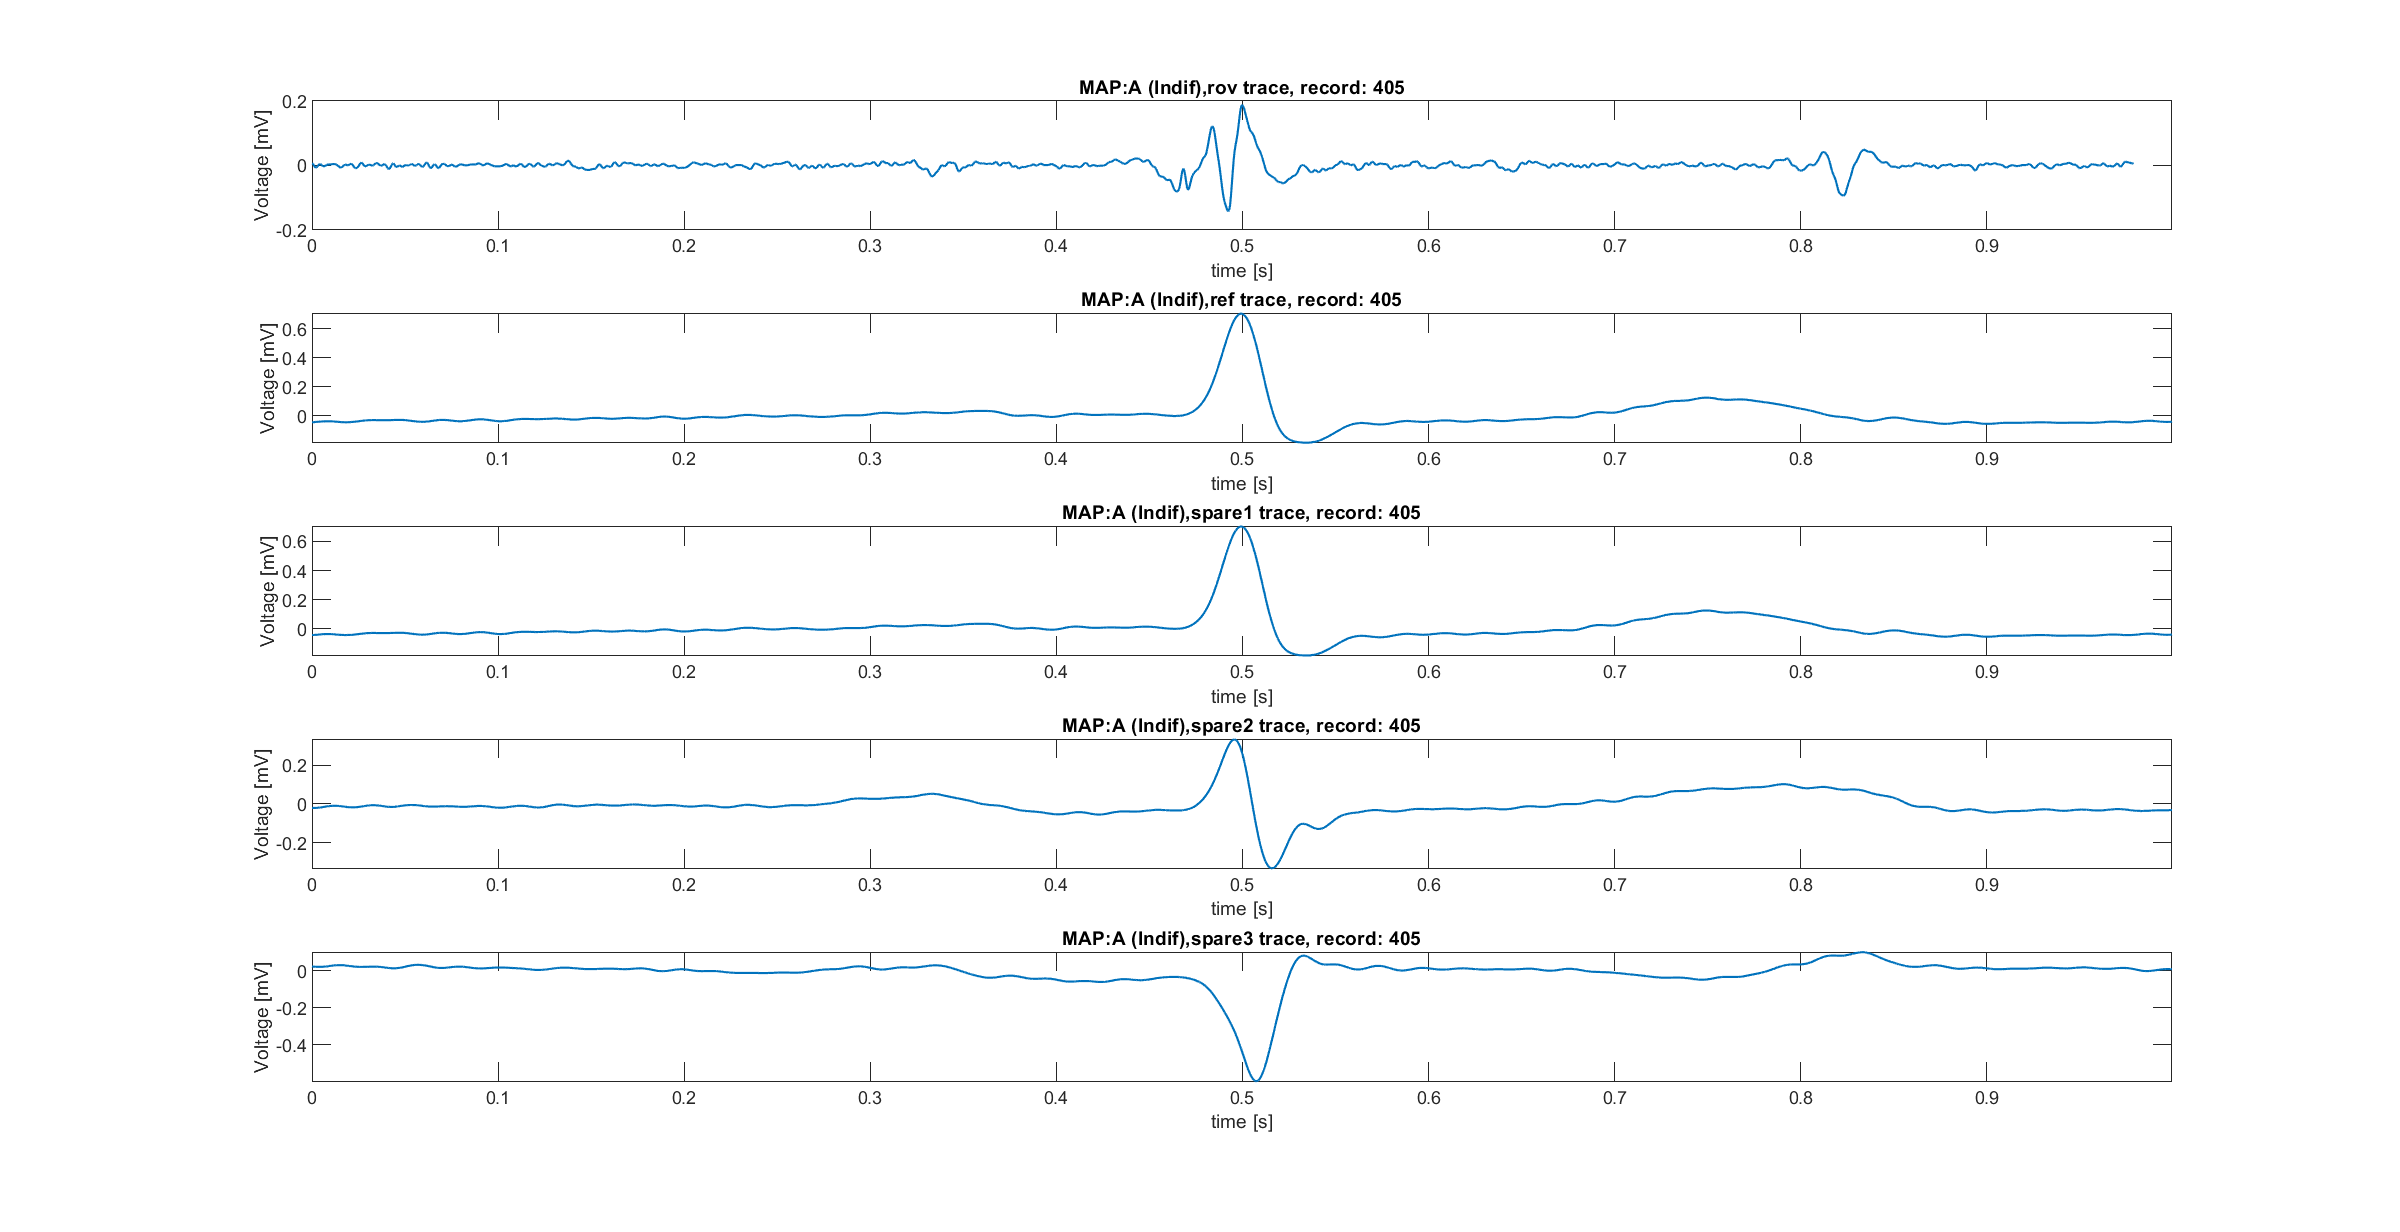 MAP:A (Indif),rov trace, record: 405
Voltage [mV]
0.2
0
-0.2
0 0.1 0.2 0.3 0.4 0.5 0.6 0.7 0.8 0.9
time [s]
MAP:A (Indif),ref trace, record: 405
Voltage [mV]
0.6
0.4
0.2
0
0 0.1 0.2 0.3 0.4 0.5 0.6 0.7 0.8 0.9
time [s]
MAP:A (Indif),spare1 trace, record: 405
Voltage [mV]
0.6
0.4
0.2
0
0 0.1 0.2 0.3 0.4 0.5 0.6 0.7 0.8 0.9
time [s]
MAP:A (Indif),spare2 trace, record: 405
Voltage [mV]
0.2
0
-0.2
0 0.1 0.2 0.3 0.4 0.5 0.6 0.7 0.8 0.9
time [s]
MAP:A (Indif),spare3 trace, record: 405
Voltage [mV]
0
-0.2
-0.4
0 0.1 0.2 0.3 0.4 0.5 0.6 0.7 0.8 0.9
time [s]